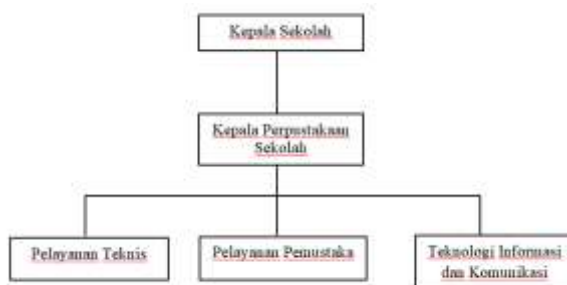 Kepala Sekolah
Kepala Perpustakaan
Sekolah
Pelayanan Teknis
Pelayanan Pemustaka
Teknologi Informasi
dan Komunikasi